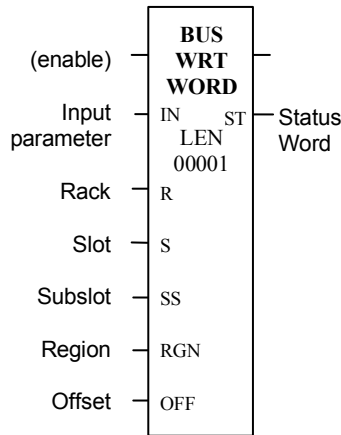 BUS
WRT
WORD
(enable)
Input
parameter
IN
ST
Status
Word
LEN
00001
Rack
R
Slot
S
Subslot
SS
Region
RGN
Offset
OFF